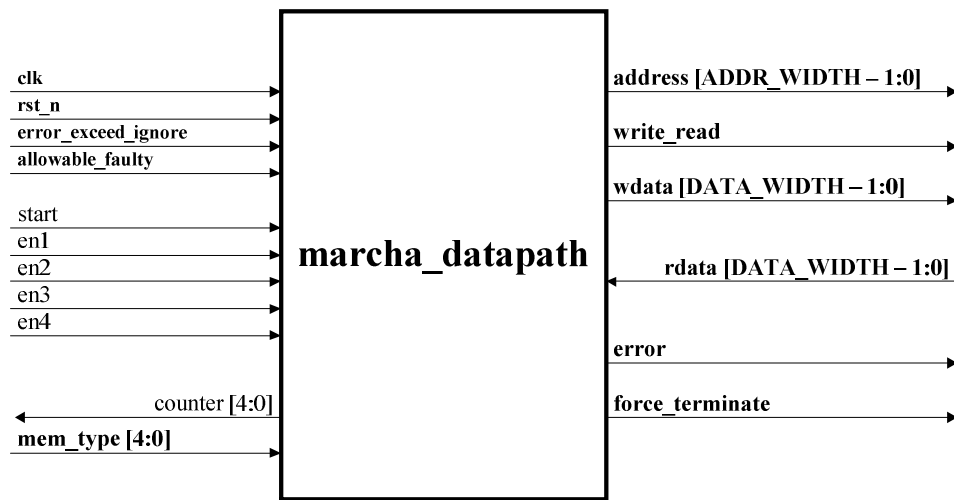 clk
rst_n
error_exceed_ignore
allowable_faulty
start
en1
en2
en3
en4
counter [4:0]
mem_type [4:0]
marcha_datapath
address [ADDR_WIDTH – 1:0]
write_read
wdata [DATA_WIDTH – 1:0]
rdata [DATA_WIDTH – 1:0]
error
force_terminate